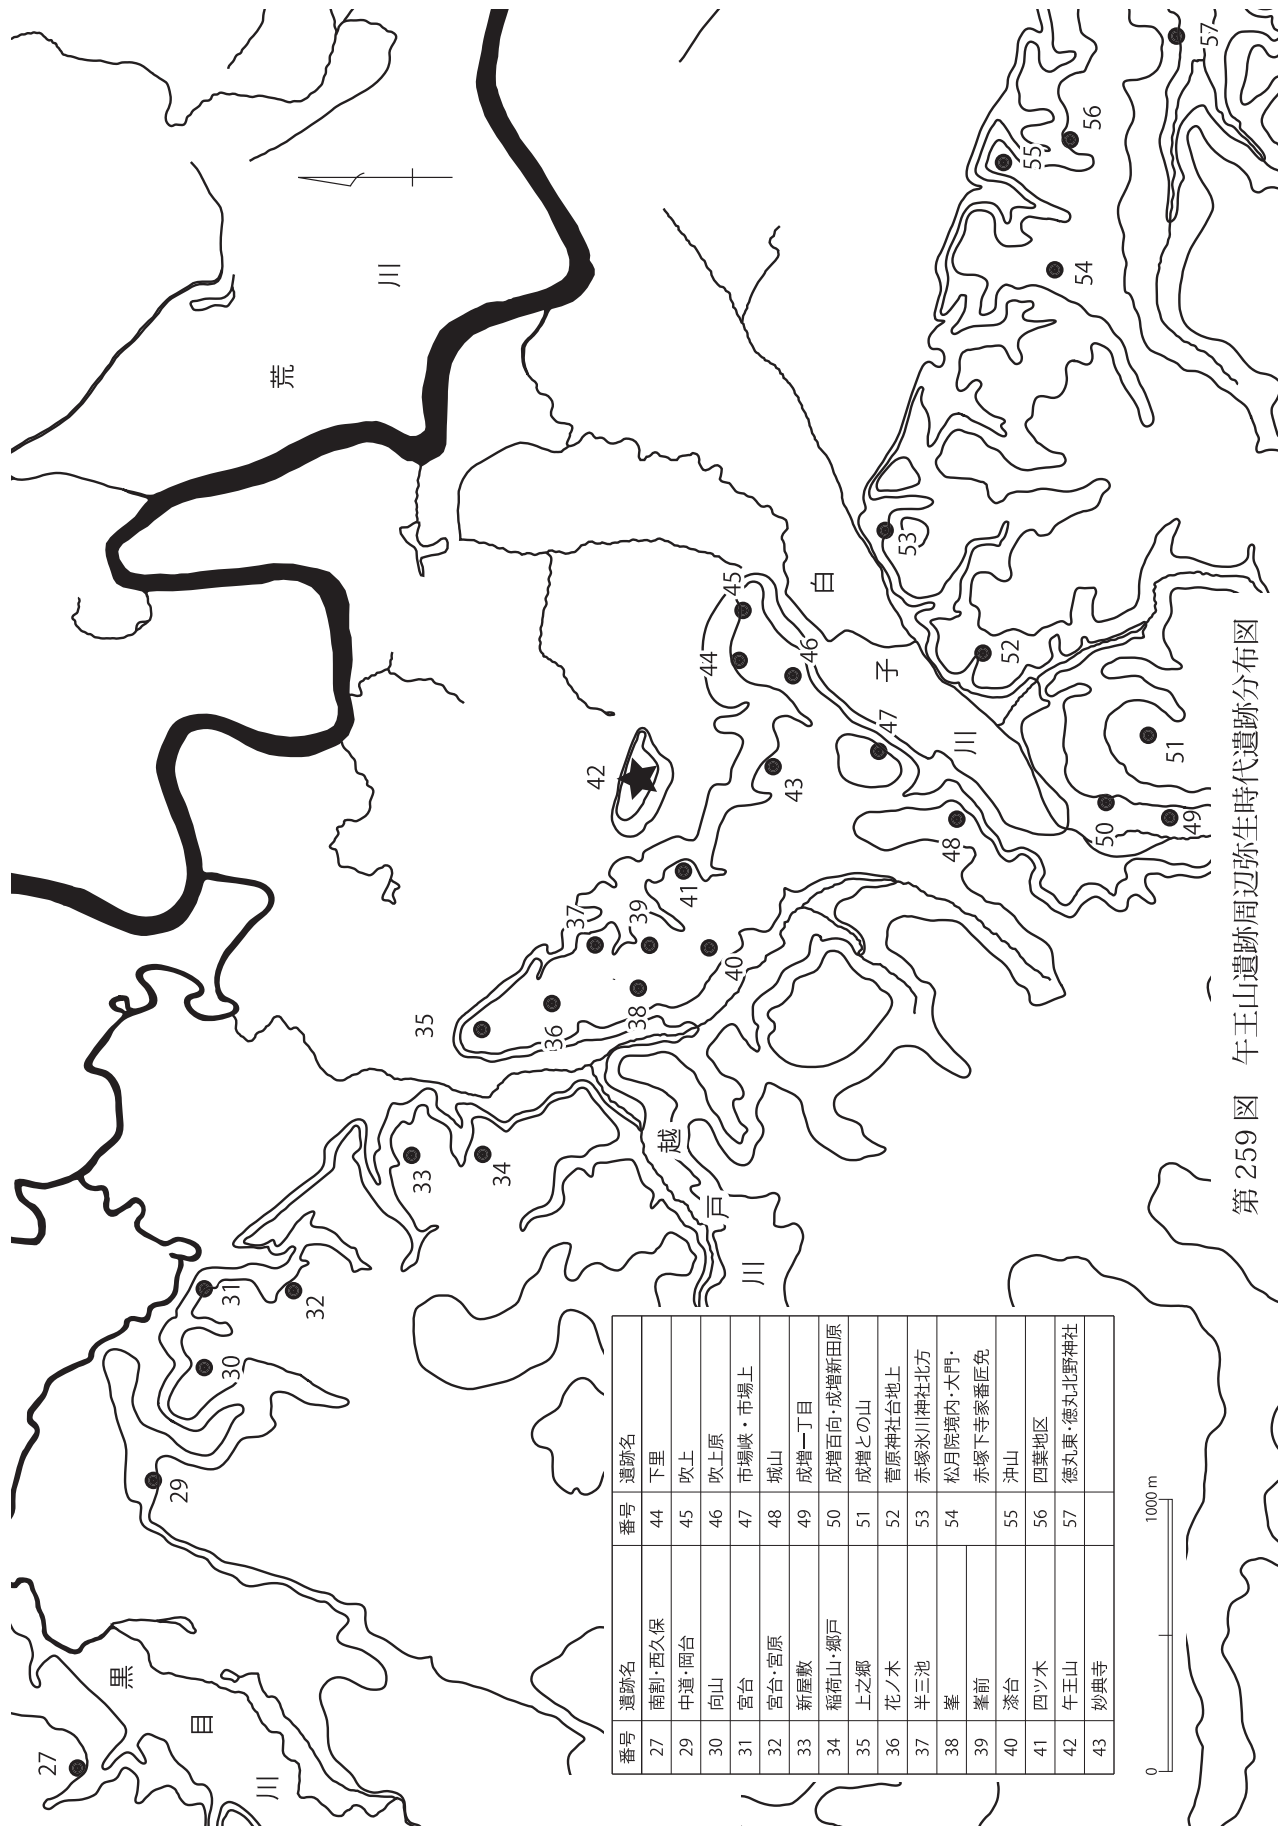 荒
川
白
子
川
越
戸
川
黒
目
川
27
29
30
31
32
33
34
35
36
37
38
39
40
41
42
43
44
45
46
47
48
49
50
51
52
53
54
55
56
57
番号 遺跡名 番号 遺跡名
27 南割・西久保 44 下里
29 中道・岡台 45 吹上
30 向山 46 吹上原
31 宮台 47 市場峡・市場上
32 宮台・宮原 48 城山
33 新屋敷 49 成増一丁目
34 稲荷山・郷戸 50 成増百向・成増新田原
35 上之郷 51 成増との山
36 花ノ木 52 菅原神社台地上
37 半三池 53 赤塚氷川神社北方
38 峯 54 松月院境内・大門・
39 峯前 赤塚下寺家番匠免
40 漆台 55 沖山
41 四ツ木 56 四葉地区
42 午王山 57 徳丸東・徳丸北野神社
43 妙典寺
0 1000 m
第 259 図 午王山遺跡周辺弥生時代遺跡分布図